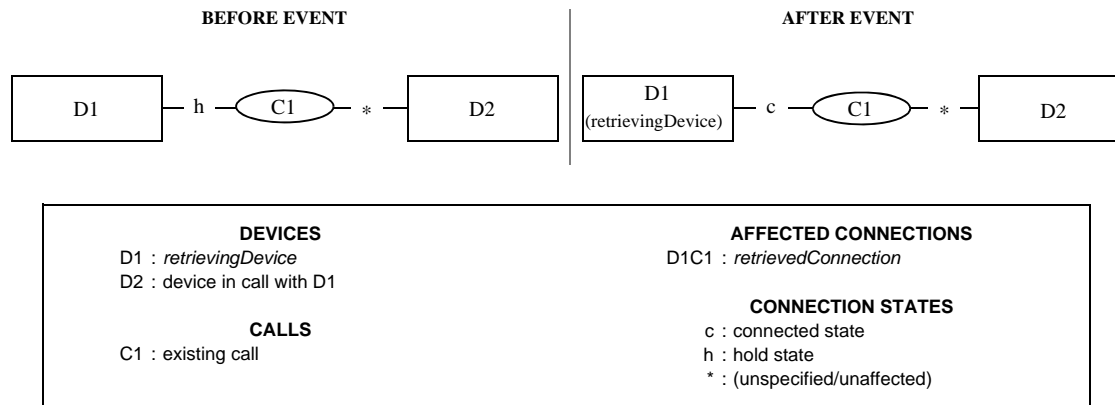 BEFORE EVENT
AFTER EVENT
D1 h C1 * D2
D1
(retrievingDevice)
c C1 * D2
DEVICES
D1 : retrievingDevice
D2 : device in call with D1
CALLS
C1 : existing call
AFFECTED CONNECTIONS
D1C1 : retrievedConnection
CONNECTION STATES
c : connected state
h : hold state
* : (unspecified/unaffected)